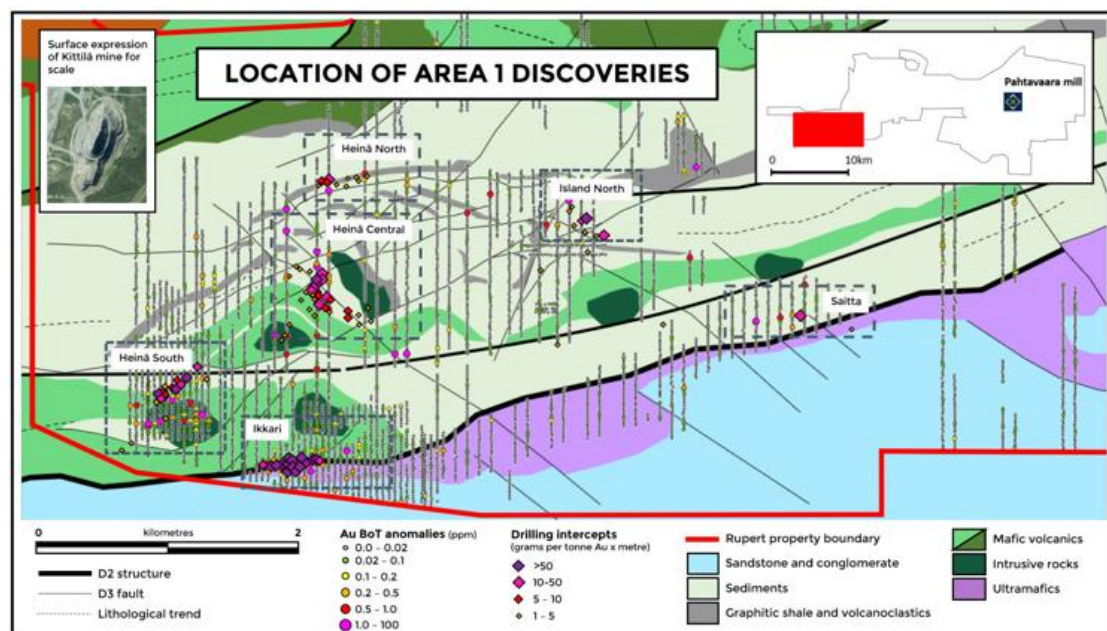 Surface expression
of Kittilä mine for
scale
LOCATION OF AREA 1 DISCOVERIES
Pahtavaara mill
0 10km
Heinä North
Island North
Heinä Central
Saitta
Heinä South
Ikkari
0 kilometres 2
D2 structure
D3 fault
Lithological trend
Au BoT anomalies (ppm)
0.0 - 0.02
0.02 - 0.1
0.1 - 0.2
0.2 - 0.5
0.5 - 1.0
1.0 - 100
Drilling intercepts
(grams per tonne Au x metre)
>50
10-50
5 - 10
1 - 5
Rupert property boundary
Sandstone and conglomerate
Sediments
Graphitic shale and volcanoclastics
Mafic volcanics
Intrusive rocks
Ultramafics